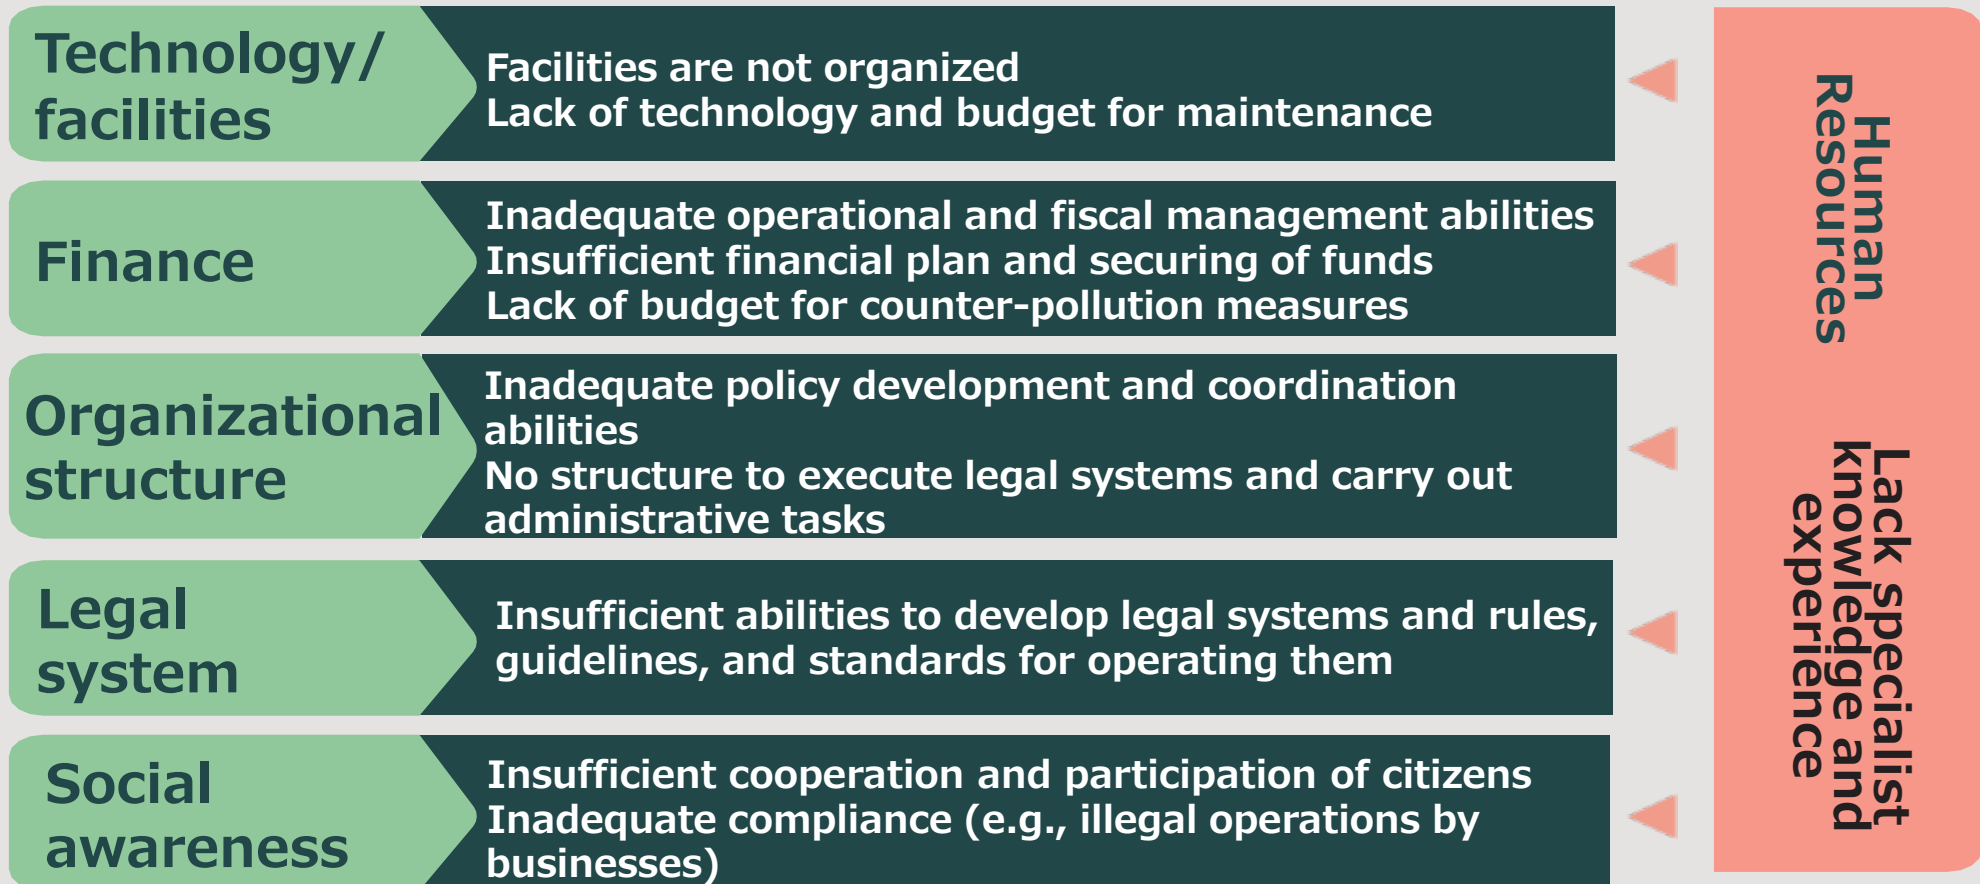 Technology/
facilities
Facilities are not organized
Lack of technology and budget for maintenance
Finance
Inadequate operational and fiscal management abilities
Insufficient financial plan and securing of funds
Lack of budget for counter-pollution measures
Organizational
structure
Inadequate policy development and coordination
abilities
No structure to execute legal systems and carry out
administrative tasks
Legal
system
Insufficient abilities to develop legal systems and rules,
guidelines, and standards for operating them
Social
awareness
Insufficient cooperation and participation of citizens
Inadequate compliance (e.g., illegal operations by
businesses)
Human
Resources
Lack specialist
knowledge and
experience